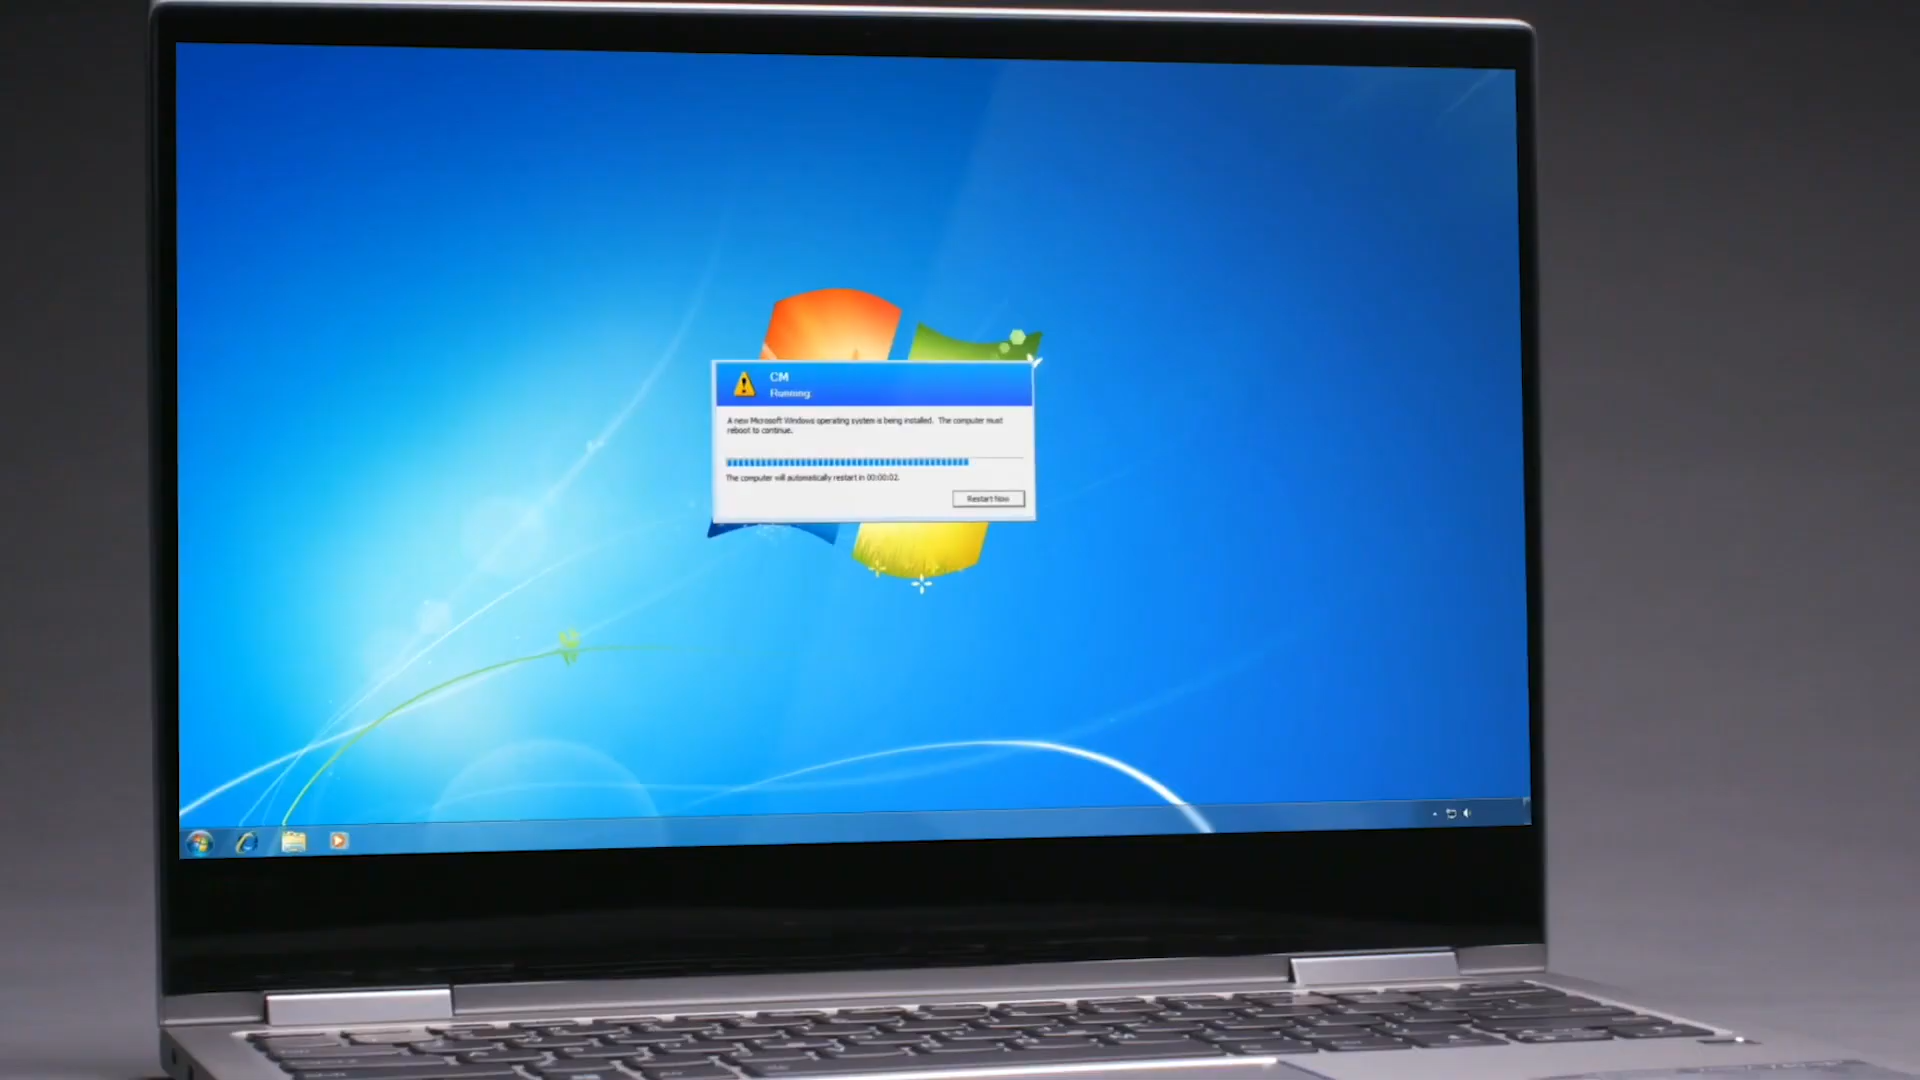 CM
Running:
A new Microsoft Windows operating system is being installed. The computer must
reboot to continue.
The computer will automatically restart in 00:00:02.
Restart Now